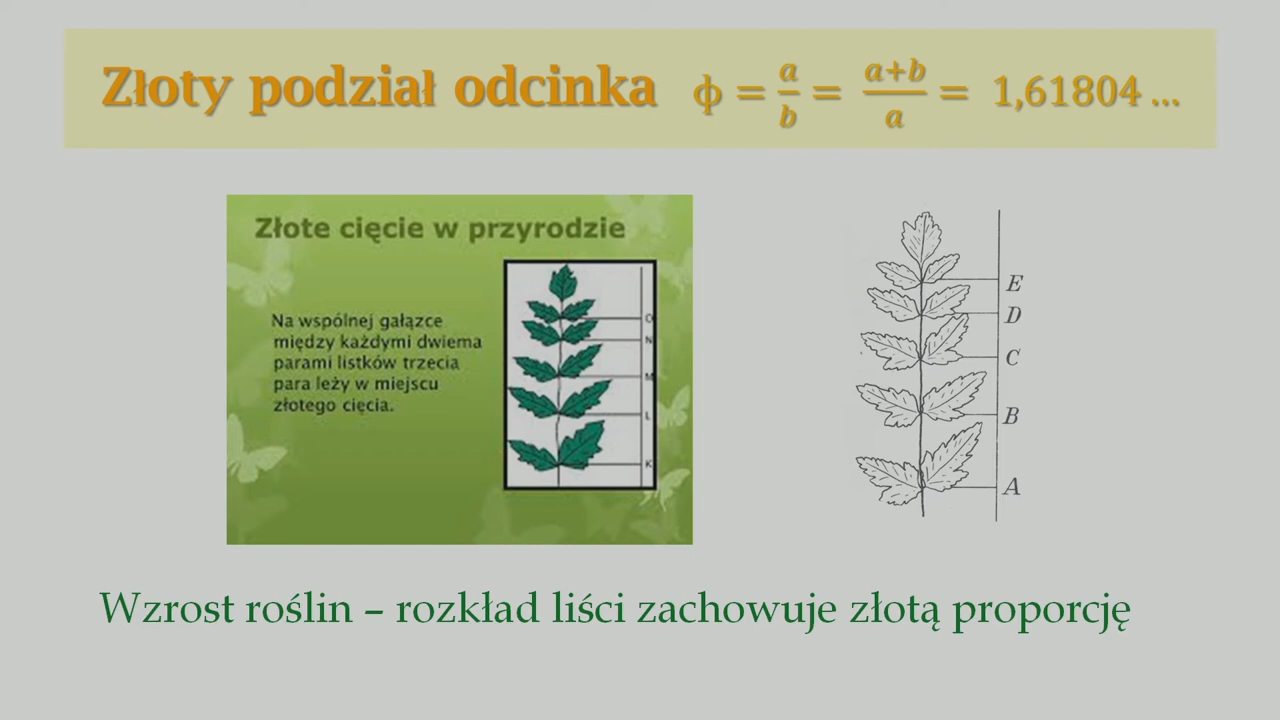 Złoty podział odcinka ϕ = a/b = a+b/a = 1,61804 ...
Złote cięcie w przyrodzie
Na wspólnej gałązce
między każdymi dwiema
parami listków trzecia
para leży w miejscu
złotego cięcia.
O
N
M
L
K
E
D
C
B
A
Wzrost roślin – rozkład liści zachowuje złotą proporcję